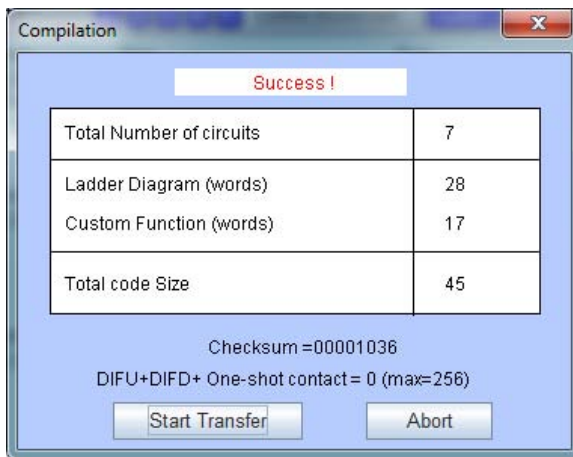 Compilation
X
Success !
Total Number of circuits 7
Ladder Diagram (words) 28
Custom Function (words) 17
Total code Size 45
Checksum =00001036
DIFU+DIFD+ One-shot contact = 0 (max=256)
Start Transfer Abort